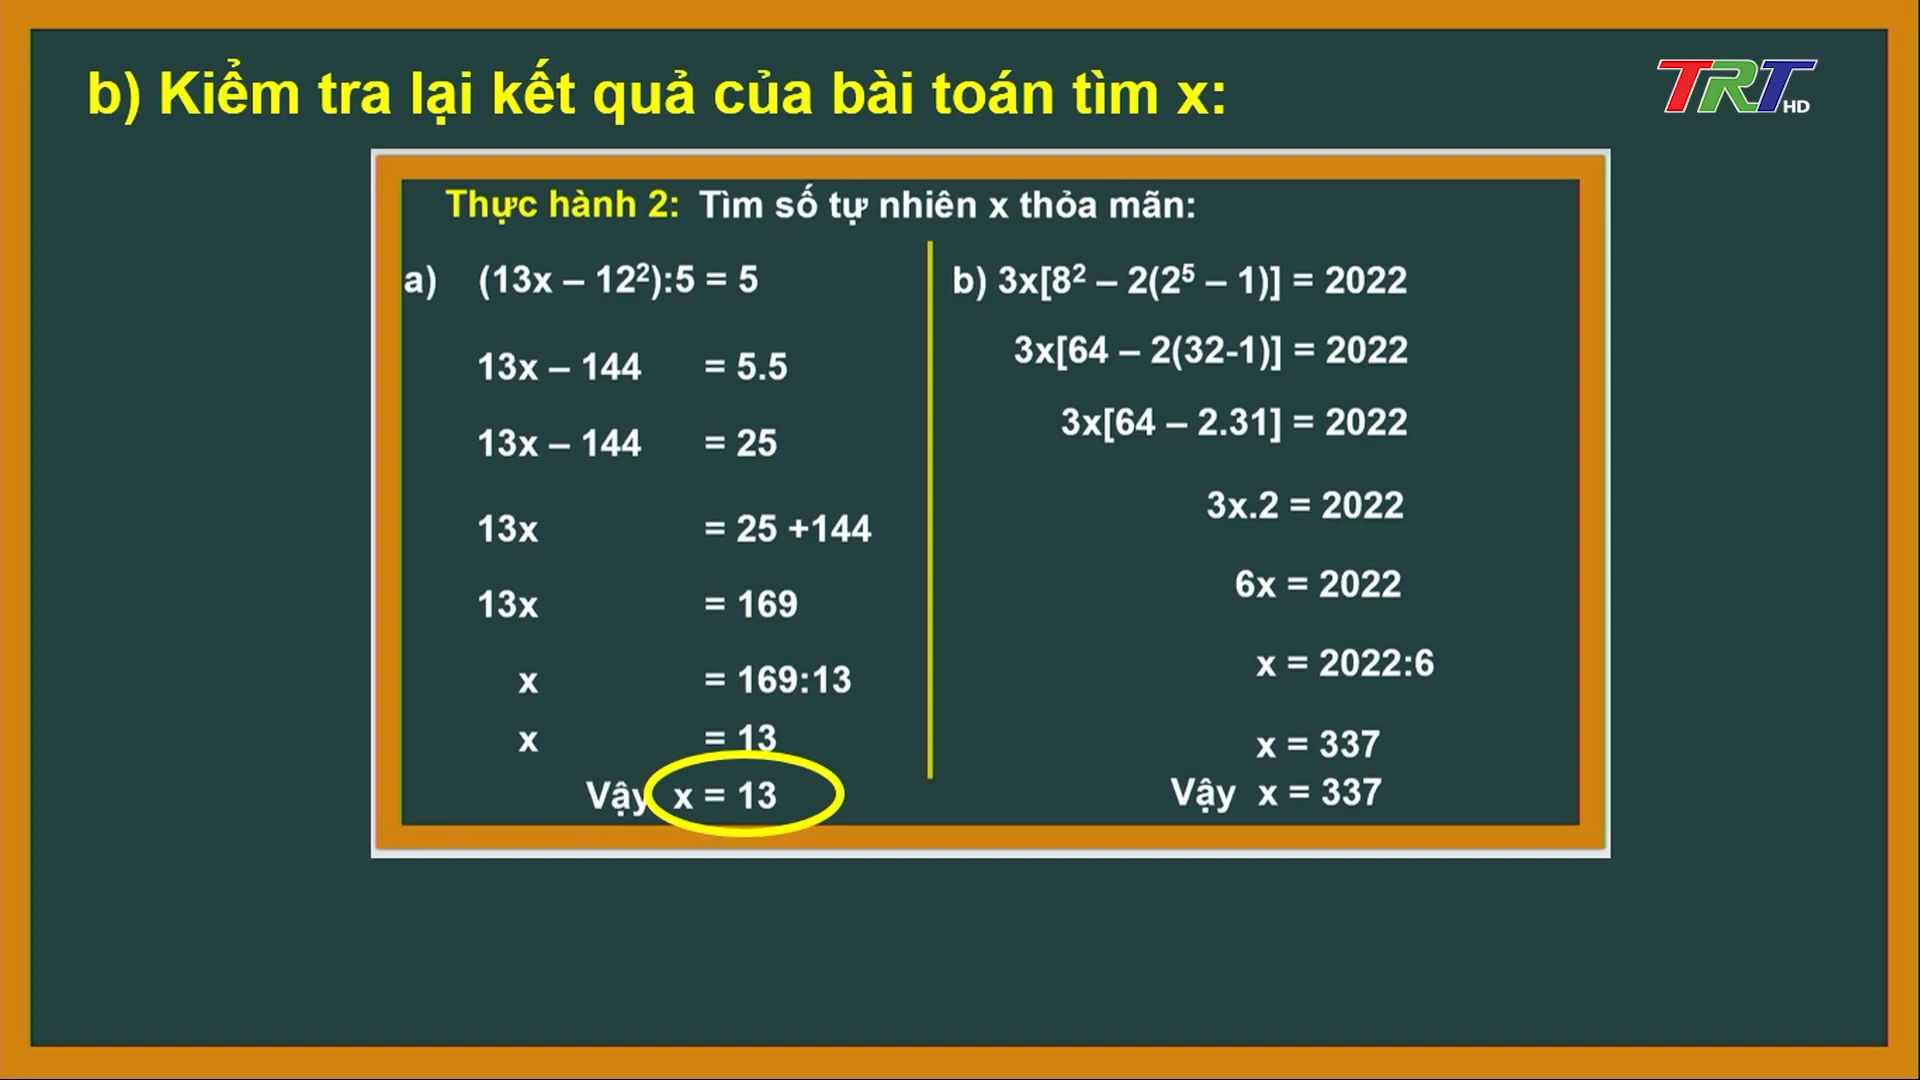 b) Kiểm tra lại kết quả của bài toán tìm x:
TRT HD
Thực hành 2: Tìm số tự nhiên x thỏa mãn:
a) (13x – 12²):5 = 5
13x – 144 = 5.5
13x – 144 = 25
13x = 25 +144
13x = 169
x = 169:13
x = 13
Vậy x = 13
b) 3x[8² – 2(2⁵ – 1)] = 2022
3x[64 – 2(32-1)] = 2022
3x[64 – 2.31] = 2022
3x.2 = 2022
6x = 2022
x = 2022:6
x = 337
Vậy x = 337